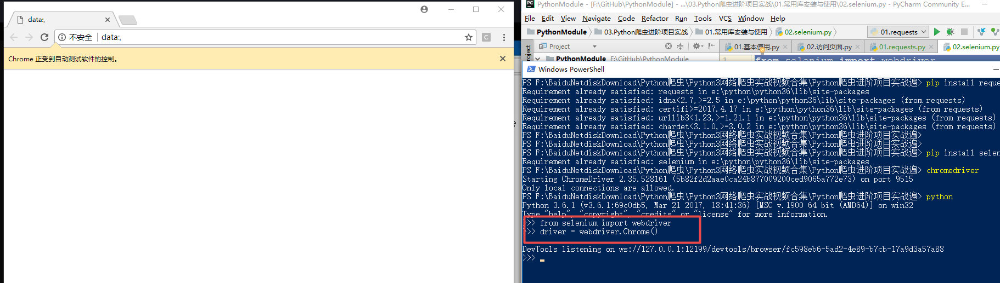 data:,
不安全 data:,
Chrome 正受到自动测试软件的控制。
PythonModule - [F:\GitHub\PythonModule] - ...\03.Python爬虫进阶项目实战\01.常用库安装与使用\02.selenium.py - PyCharm Community E...
File Edit View Navigate Code Refactor Run Tools VCS Window Help
PythonModule 03.Python爬虫进阶项目实战 01.常用库安装与使用 02.selenium.py 01.requests
Project Project 01.基本使用.py 02.访问页面.py 01.requests.py 02.selenium.py
PythonModule F:\GitHub\PythonModule 1 from selenium import webdriver
Windows PowerShell
PS F:\BaiduNetdiskDownload\Python爬虫\Python3网络爬虫实战视频合集\Python爬虫进阶项目实战遍> pip install reque
Requirement already satisfied: requests in e:\python\python36\lib\site-packages
Requirement already satisfied: idna<2.7,>=2.5 in e:\python\python36\lib\site-packages (from requests)
Requirement already satisfied: certifi>=2017.4.17 in e:\python\python36\lib\site-packages (from requests)
Requirement already satisfied: urllib3<1.23,>=1.21.1 in e:\python\python36\lib\site-packages (from requests)
Requirement already satisfied: chardet<3.1.0,>=3.0.2 in e:\python\python36\lib\site-packages (from requests)
PS F:\BaiduNetdiskDownload\Python爬虫\Python3网络爬虫实战视频合集\Python爬虫进阶项目实战遍>
PS F:\BaiduNetdiskDownload\Python爬虫\Python3网络爬虫实战视频合集\Python爬虫进阶项目实战遍>
PS F:\BaiduNetdiskDownload\Python爬虫\Python3网络爬虫实战视频合集\Python爬虫进阶项目实战遍> pip install selen
Requirement already satisfied: selenium in e:\python\python36\lib\site-packages
PS F:\BaiduNetdiskDownload\Python爬虫\Python3网络爬虫实战视频合集\Python爬虫进阶项目实战遍> chromedriver
Starting ChromeDriver 2.35.528161 (5b82f2d2aae0ca24b877009200ced9065a772e73) on port 9515
Only local connections are allowed.
PS F:\BaiduNetdiskDownload\Python爬虫\Python3网络爬虫实战视频合集\Python爬虫进阶项目实战遍> python
Python 3.6.1 (v3.6.1:69c0db5, Mar 21 2017, 18:41:36) [MSC v.1900 64 bit (AMD64)] on win32
Type "help", "copyright", "credits" or "license" for more information.
>>> from selenium import webdriver
>>> driver = webdriver.Chrome()
DevTools listening on ws://127.0.0.1:12199/devtools/browser/fc598eb6-5ad2-4e89-b7cb-17a9d3a57a88
>>>